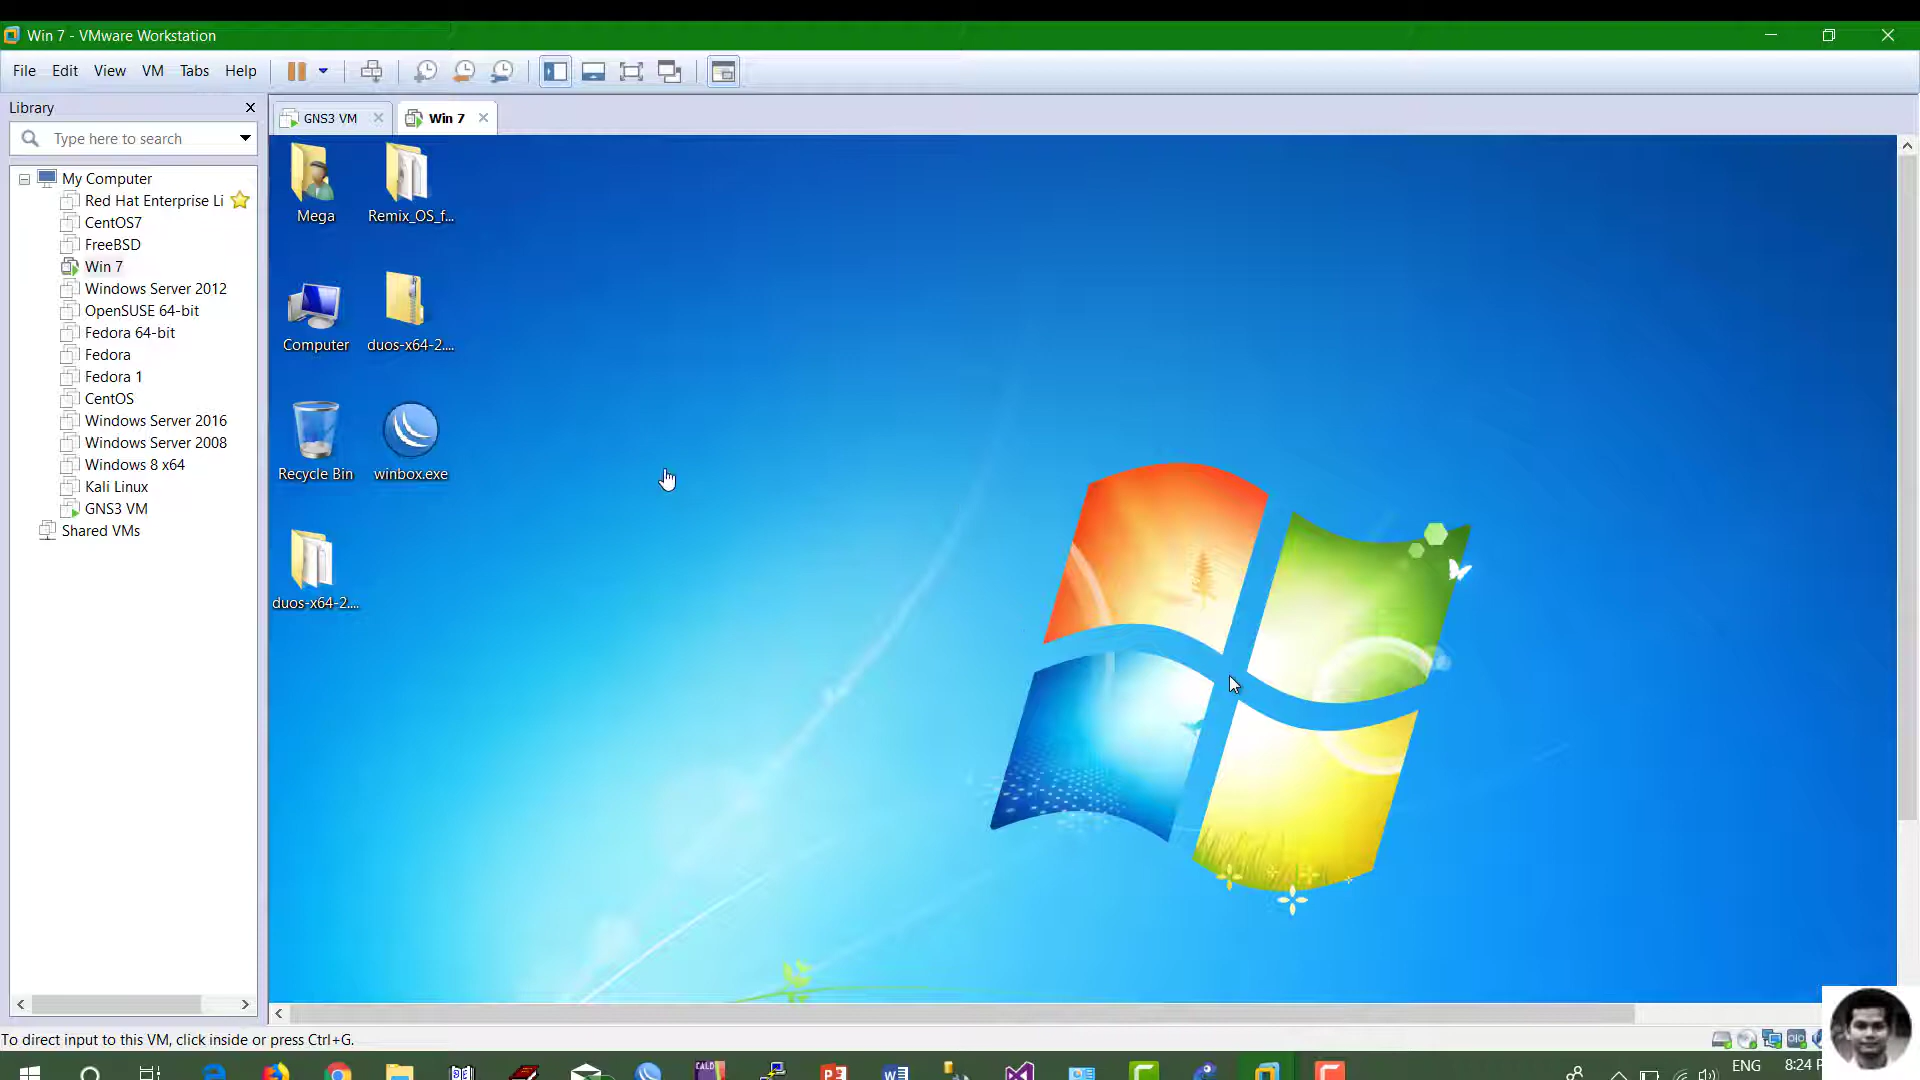 Win 7 - VMware Workstation
File Edit View VM Tabs Help
Library
GNS3 VM
Win 7
Type here to search
My Computer
Red Hat Enterprise Li
CentOS7
FreeBSD
Win 7
Windows Server 2012
OpenSUSE 64-bit
Fedora 64-bit
Fedora
Fedora 1
CentOS
Windows Server 2016
Windows Server 2008
Windows 8 x64
Kali Linux
GNS3 VM
Shared VMs
Mega
Remix_OS_f...
Computer
duos-x64-2....
Recycle Bin
winbox.exe
duos-x64-2....
To direct input to this VM, click inside or press Ctrl+G.
CALD
ENG
8:24 P